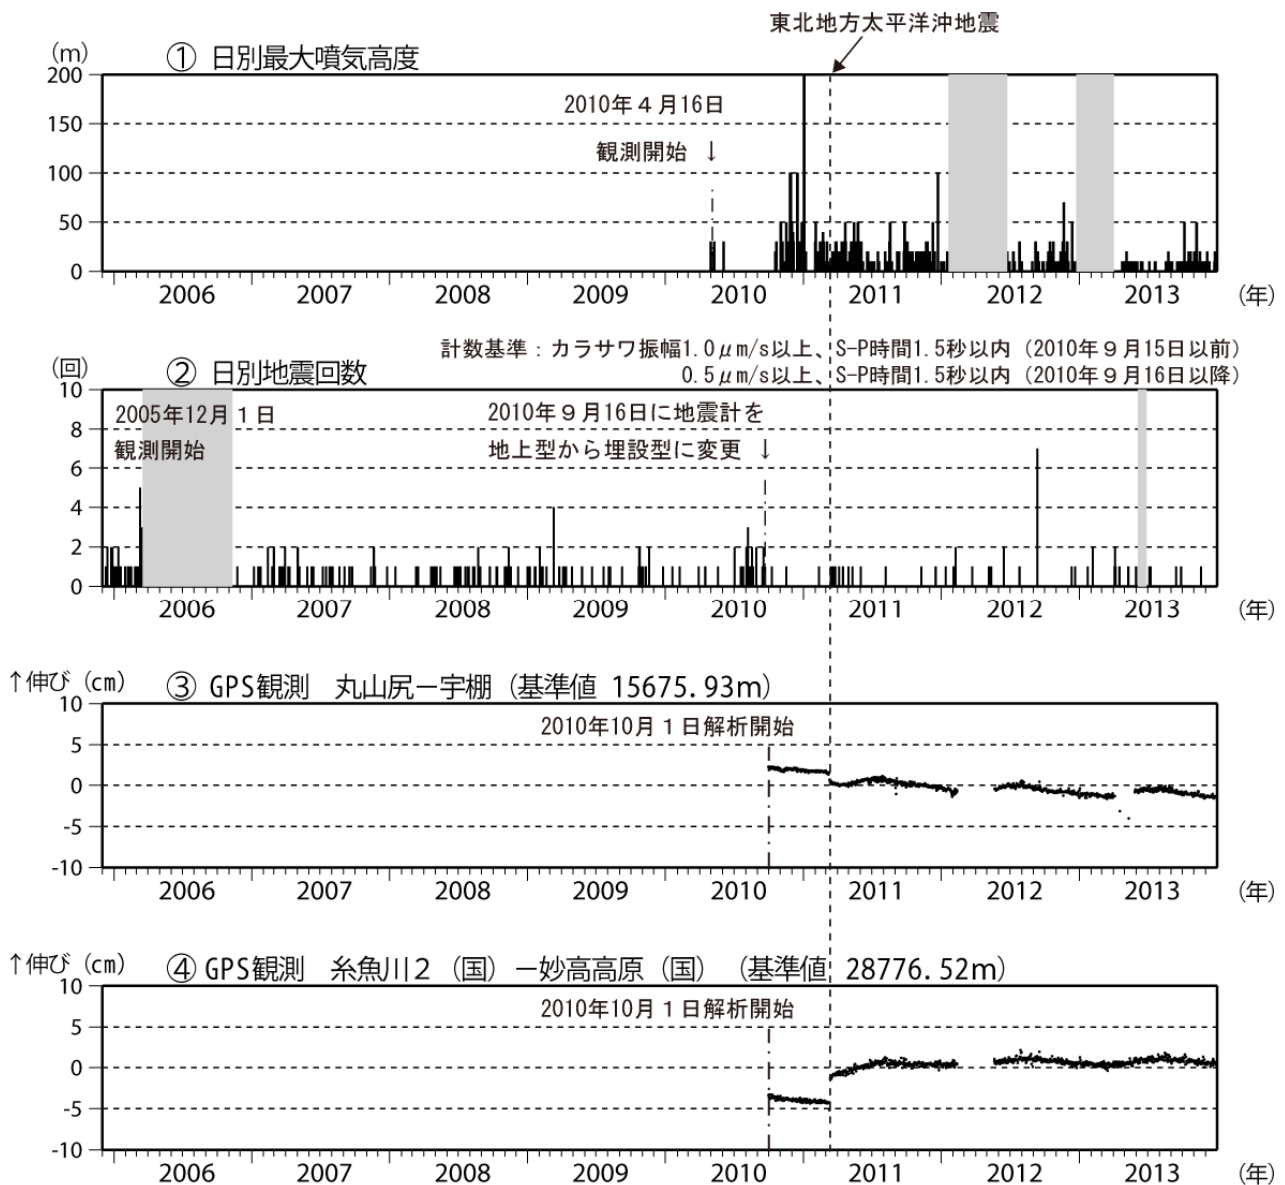 東北地方太平洋沖地震
(m) ① 日別最大噴気高度
200
2010年４月16日
150
観測開始 ↓
100
50
0
2006 2007 2008 2009 2010 2011 2012 2013 (年)
計数基準：カラサワ振幅1.0μm/s以上、S-P時間1.5秒以内（2010年９月15日以前）
(回) ② 日別地震回数
0.5μm/s以上、S-P時間1.5秒以内（2010年９月16日以降）
10
2005年12月１日 2010年９月16日に地震計を
8
観測開始 地上型から埋設型に変更 ↓
6
4
2
0
2006 2007 2008 2009 2010 2011 2012 2013 (年)
↑伸び（cm） ③ GPS観測 丸山尻－宇棚（基準値 15675.93m）
10
2010年10月１日解析開始
5
0
-5
-10
2006 2007 2008 2009 2010 2011 2012 2013 (年)
↑伸び（cm） ④ GPS観測 糸魚川２（国）－妙高高原（国）（基準値 28776.52m）
10
2010年10月１日解析開始
5
0
-5
-10
2006 2007 2008 2009 2010 2011 2012 2013 (年)